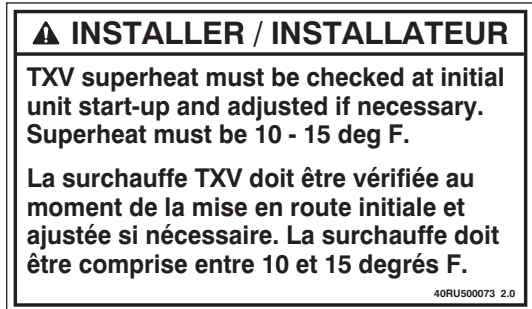 ⚠ INSTALLER / INSTALLATEUR
TXV superheat must be checked at initial
unit start-up and adjusted if necessary.
Superheat must be 10 - 15 deg F.
La surchauffe TXV doit être vérifiée au
moment de la mise en route initiale et
ajustée si nécessaire. La surchauffe doit
être comprise entre 10 et 15 degrés F.
40RU500073 2.0